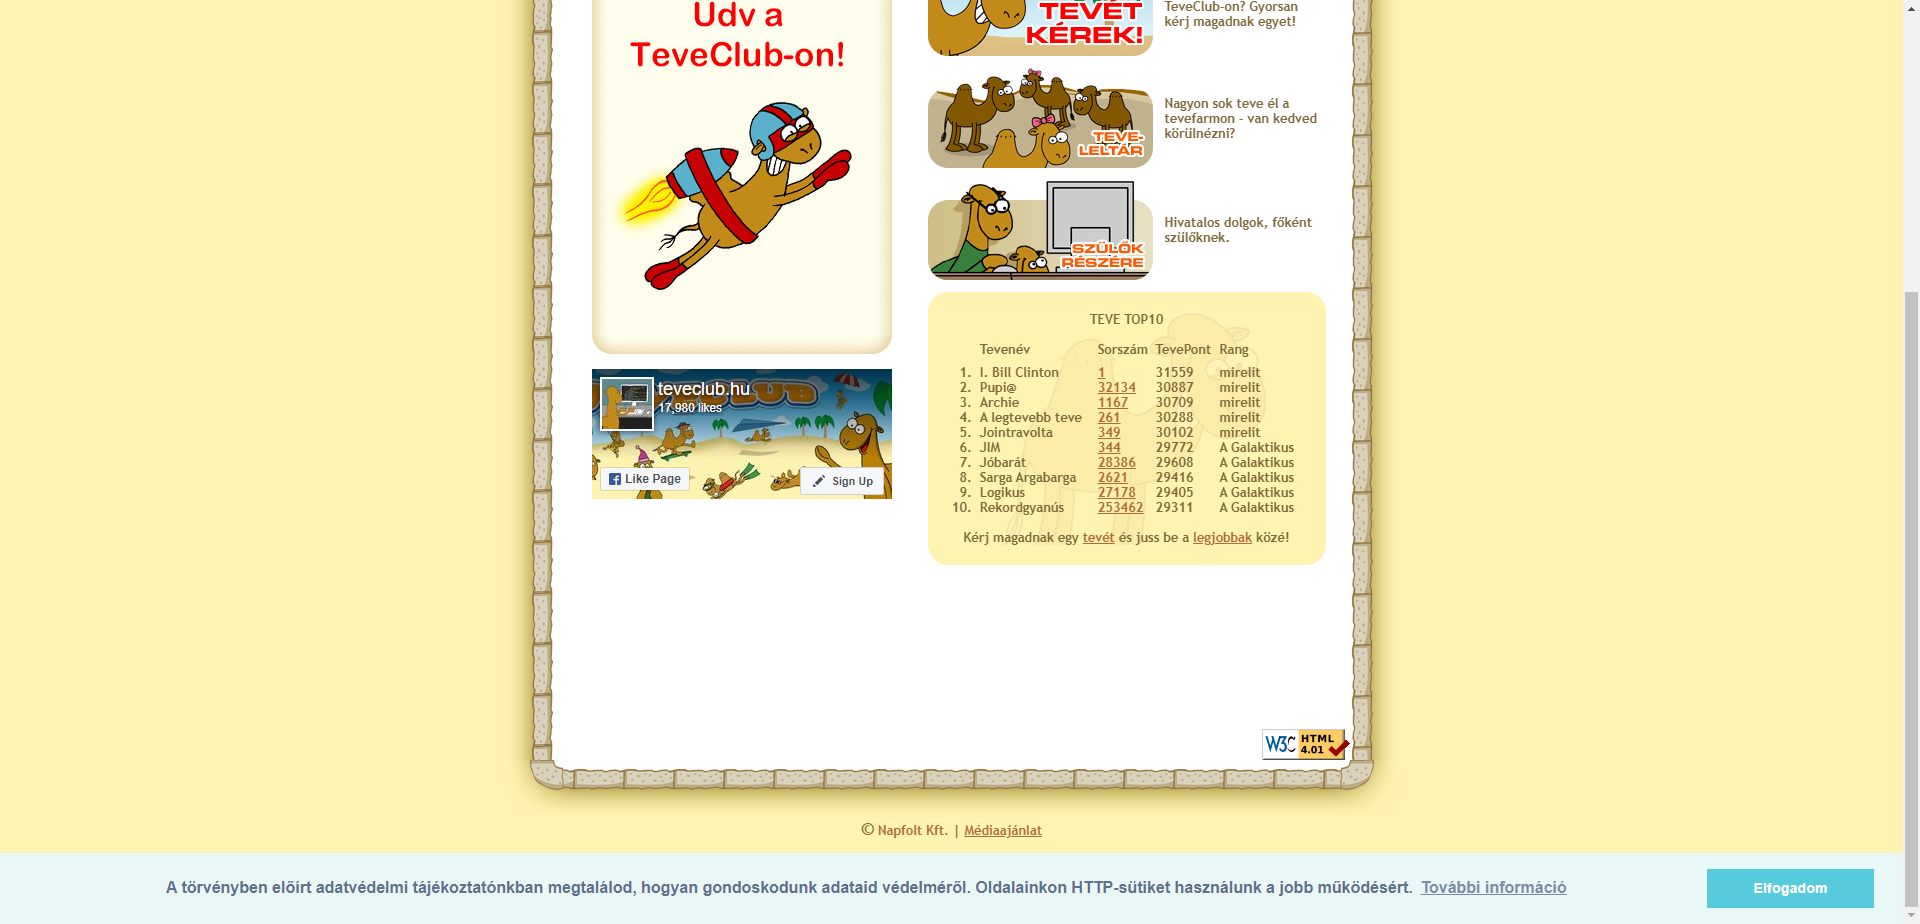 Üdv a
TeveClub-on!
teveclub.hu
17,980 likes
Like Page
Sign Up
TEVÉT
KÉREK!
TeveClub-on? Gyorsan
kérj magadnak egyet!
TEVE-
LELTÁR
Nagyon sok teve él a
tevefarmon - van kedved
körülnézni?
SZÜLŐK
RÉSZÉRE
Hivatalos dolgok, főként
szülőknek.
TEVE TOP10
Tevenév Sorszám TevePont Rang
1. I. Bill Clinton 1 31559 mirelit
2. Pupi@ 32134 30887 mirelit
3. Archie 1167 30709 mirelit
4. A legtevebb teve 261 30288 mirelit
5. Jointravolta 349 30102 mirelit
6. JIM 344 29772 A Galaktikus
7. Jóbarát 28386 29608 A Galaktikus
8. Sarga Argabarga 2621 29416 A Galaktikus
9. Logikus 27178 29405 A Galaktikus
10. Rekordgyanús 253462 29311 A Galaktikus
Kérj magadnak egy tevét és juss be a legjobbak közé!
W3C HTML
4.01
© Napfolt Kft. | Médiaajánlat
A törvényben előírt adatvédelmi tájékoztatónkban megtalálod, hogyan gondoskodunk adataid védelméről. Oldalainkon HTTP-sütiket használunk a jobb működésért. További információ
Elfogadom